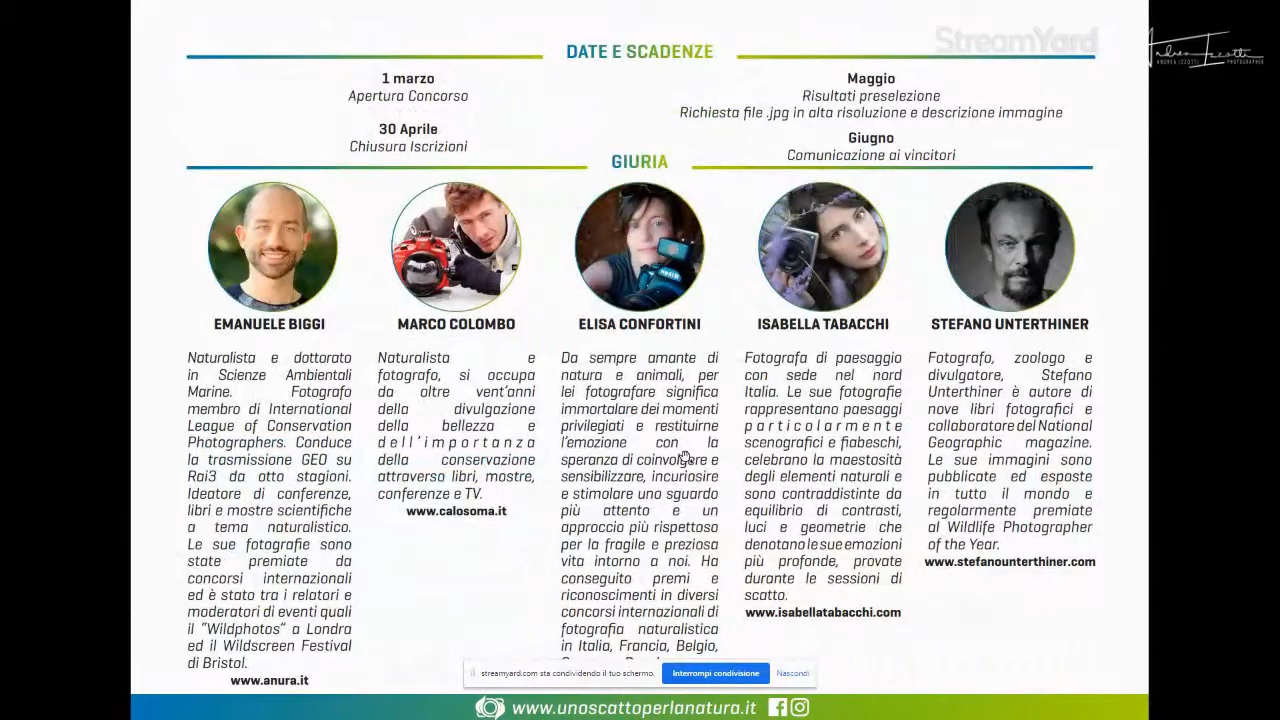 StreamYard
ANDREA IZZOTTI PHOTOGRAPHER
DATE E SCADENZE
1 marzo
Apertura Concorso
30 Aprile
Chiusura Iscrizioni
Maggio
Risultati preselezione
Richiesta file .jpg in alta risoluzione e descrizione immagine
Giugno
Comunicazione ai vincitori
GIURIA
EMANUELE BIGGI
Naturalista e dottorato
in Scienze Ambientali
Marine. Fotografo
membro di International
League of Conservation
Photographers. Conduce
la trasmissione GEO su
Rai3 da otto stagioni.
Ideatore di conferenze,
libri e mostre scientifiche
a tema naturalistico.
Le sue fotografie sono
state premiate da
concorsi internazionali
ed è stato tra i relatori e
moderatori di eventi quali
il "Wildphotos" a Londra
ed il Wildscreen Festival
di Bristol.
www.anura.it
MARCO COLOMBO
Naturalista e
fotografo, si occupa
da oltre vent'anni
della divulgazione
della bellezza e
dell'importanza
della conservazione
attraverso libri, mostre,
conferenze e TV.
www.calosoma.it
ELISA CONFORTINI
Da sempre amante di
natura e animali, per
lei fotografare significa
immortalare dei momenti
privilegiati e restituirne
l'emozione con la
speranza di coinvolgere e
sensibilizzare, incuriosire
e stimolare uno sguardo
più attento e un
approccio più rispettoso
per la fragile e preziosa
vita intorno a noi. Ha
conseguito premi e
riconoscimenti in diversi
concorsi internazionali di
fotografia naturalistica
in Italia, Francia, Belgio,
ISABELLA TABACCHI
Fotografa di paesaggio
con sede nel nord
Italia. Le sue fotografie
rappresentano paesaggi
particolarmente
scenografici e fiabeschi,
celebrano la maestosità
degli elementi naturali e
sono contraddistinte da
equilibrio di contrasti,
luci e geometrie che
denotano le sue emozioni
più profonde, provate
durante le sessioni di
scatto.
www.isabellatabacchi.com
STEFANO UNTERTHINER
Fotografo, zoologo e
divulgatore, Stefano
Unterthiner è autore di
nove libri fotografici e
collaboratore del National
Geographic magazine.
Le sue immagini sono
pubblicate ed esposte
in tutto il mondo e
regolarmente premiate
al Wildlife Photographer
of the Year.
www.stefanounterthiner.com
streamyard.com sta condividendo il tuo schermo.
Interrompi condivisione
Nascondi
www.unoscattoperlanatura.it